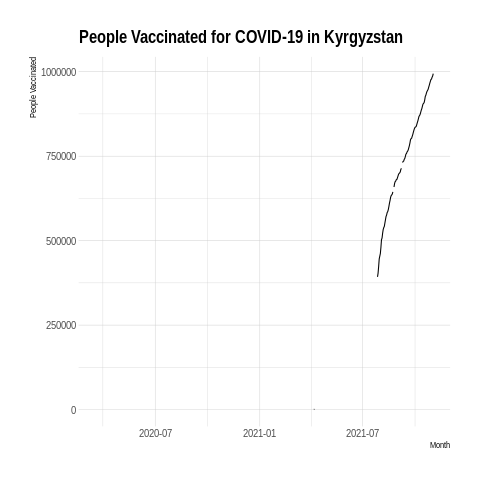 People Vaccinated for COVID-19 in Kyrgyzstan
People Vaccinated
1000000
750000
500000
250000
0
2020-07 2021-01 2021-07
Month